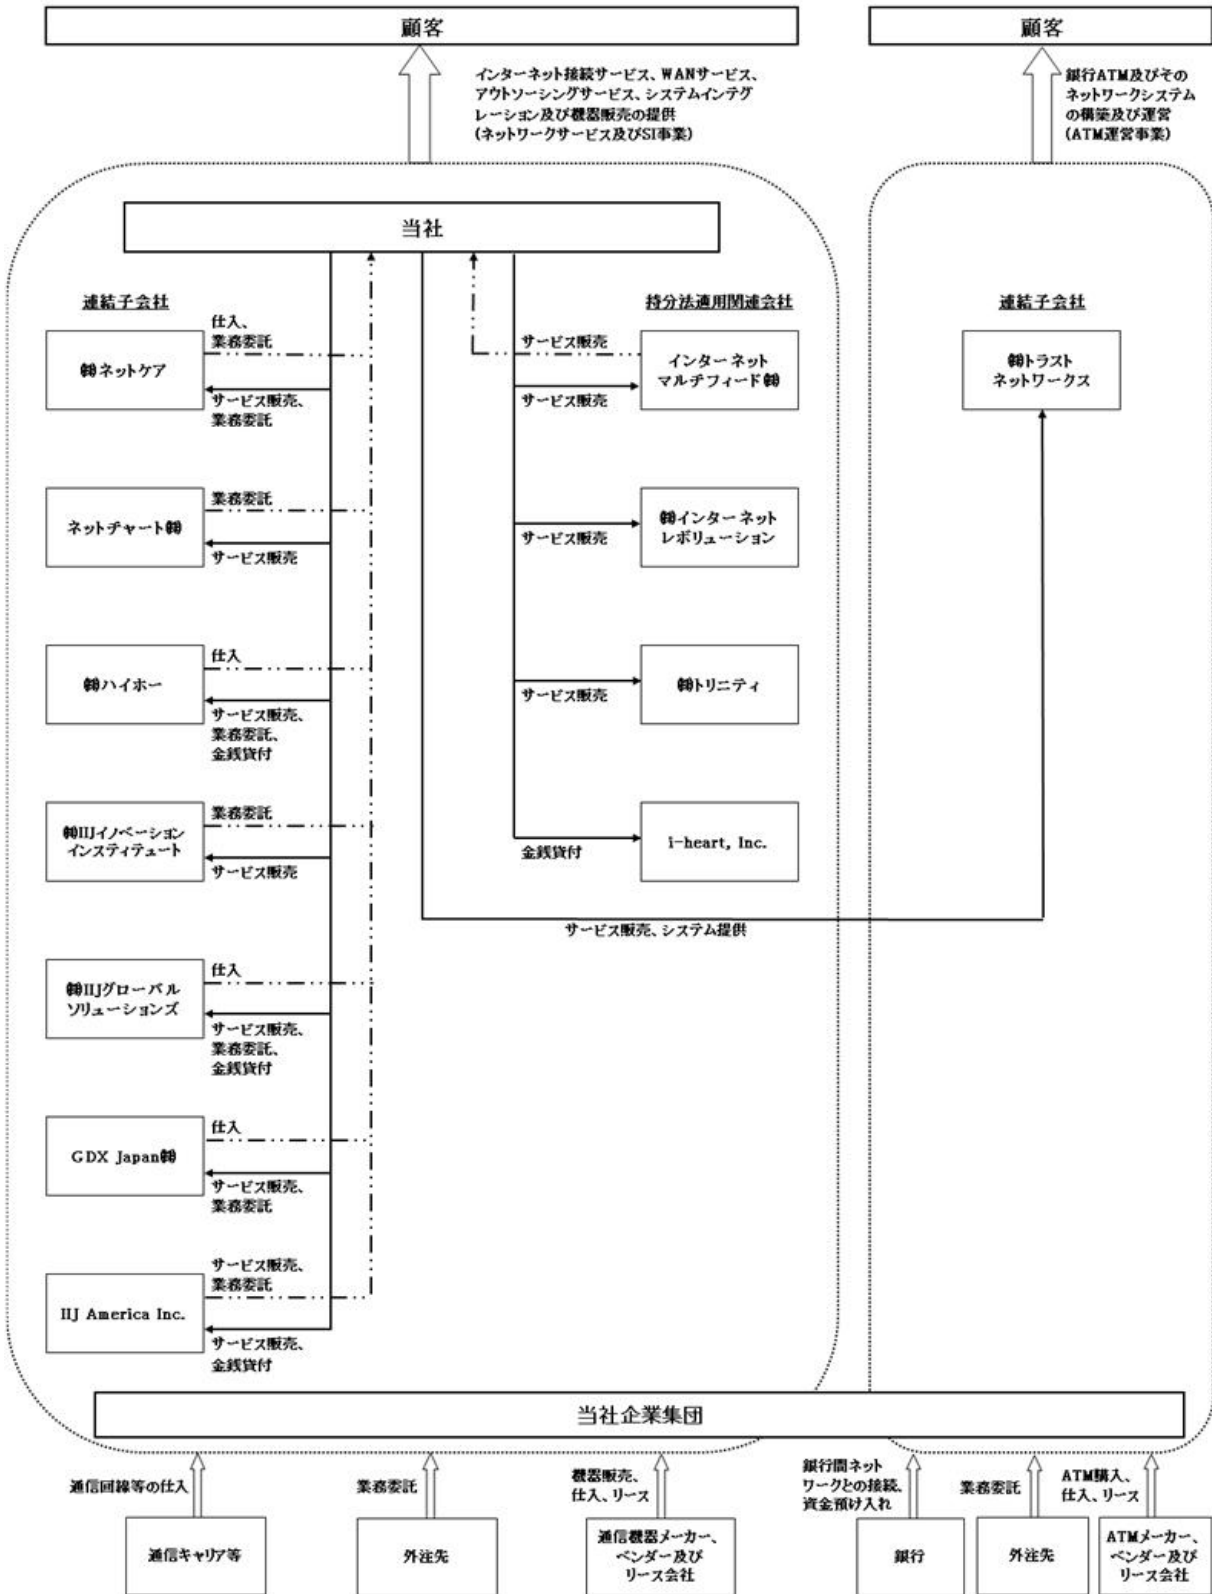 顧客
インターネット接続サービス、WANサービス、
アウトソーシングサービス、システムインテグ
レーション及び機器販売の提供
(ネットワークサービス及びSI事業)
顧客
銀行ATM及びその
ネットワークシステム
の構築及び運営
(ATM運営事業)
当社
連結子会社
仕入、
業務委託
㈱ネットケア
サービス販売、
業務委託
業務委託
ネットチャート㈱
サービス販売
仕入
㈱ハイホー
サービス販売、
業務委託、
金銭貸付
業務委託
㈱IIJイノベーション
インスティテュート
サービス販売
仕入
㈱IIJグローバル
ソリューションズ
サービス販売、
業務委託、
金銭貸付
仕入
GDX Japan㈱
サービス販売、
業務委託
サービス販売、
業務委託
IIJ America Inc.
サービス販売、
金銭貸付
持分法適用関連会社
サービス販売
インターネット
マルチフィード㈱
サービス販売
㈱インターネット
レボリューション
サービス販売
㈱トリニティ
サービス販売
i-heart, Inc.
金銭貸付
サービス販売、システム提供
連結子会社
㈱トラスト
ネットワークス
当社企業集団
通信回線等の仕入
通信キャリア等
業務委託
外注先
機器販売、
仕入、リース
通信機器メーカー、
ベンダー及び
リース会社
銀行間ネット
ワークとの接続、
資金預け入れ
銀行
業務委託
外注先
ATM購入、
仕入、リース
ATMメーカー、
ベンダー及び
リース会社